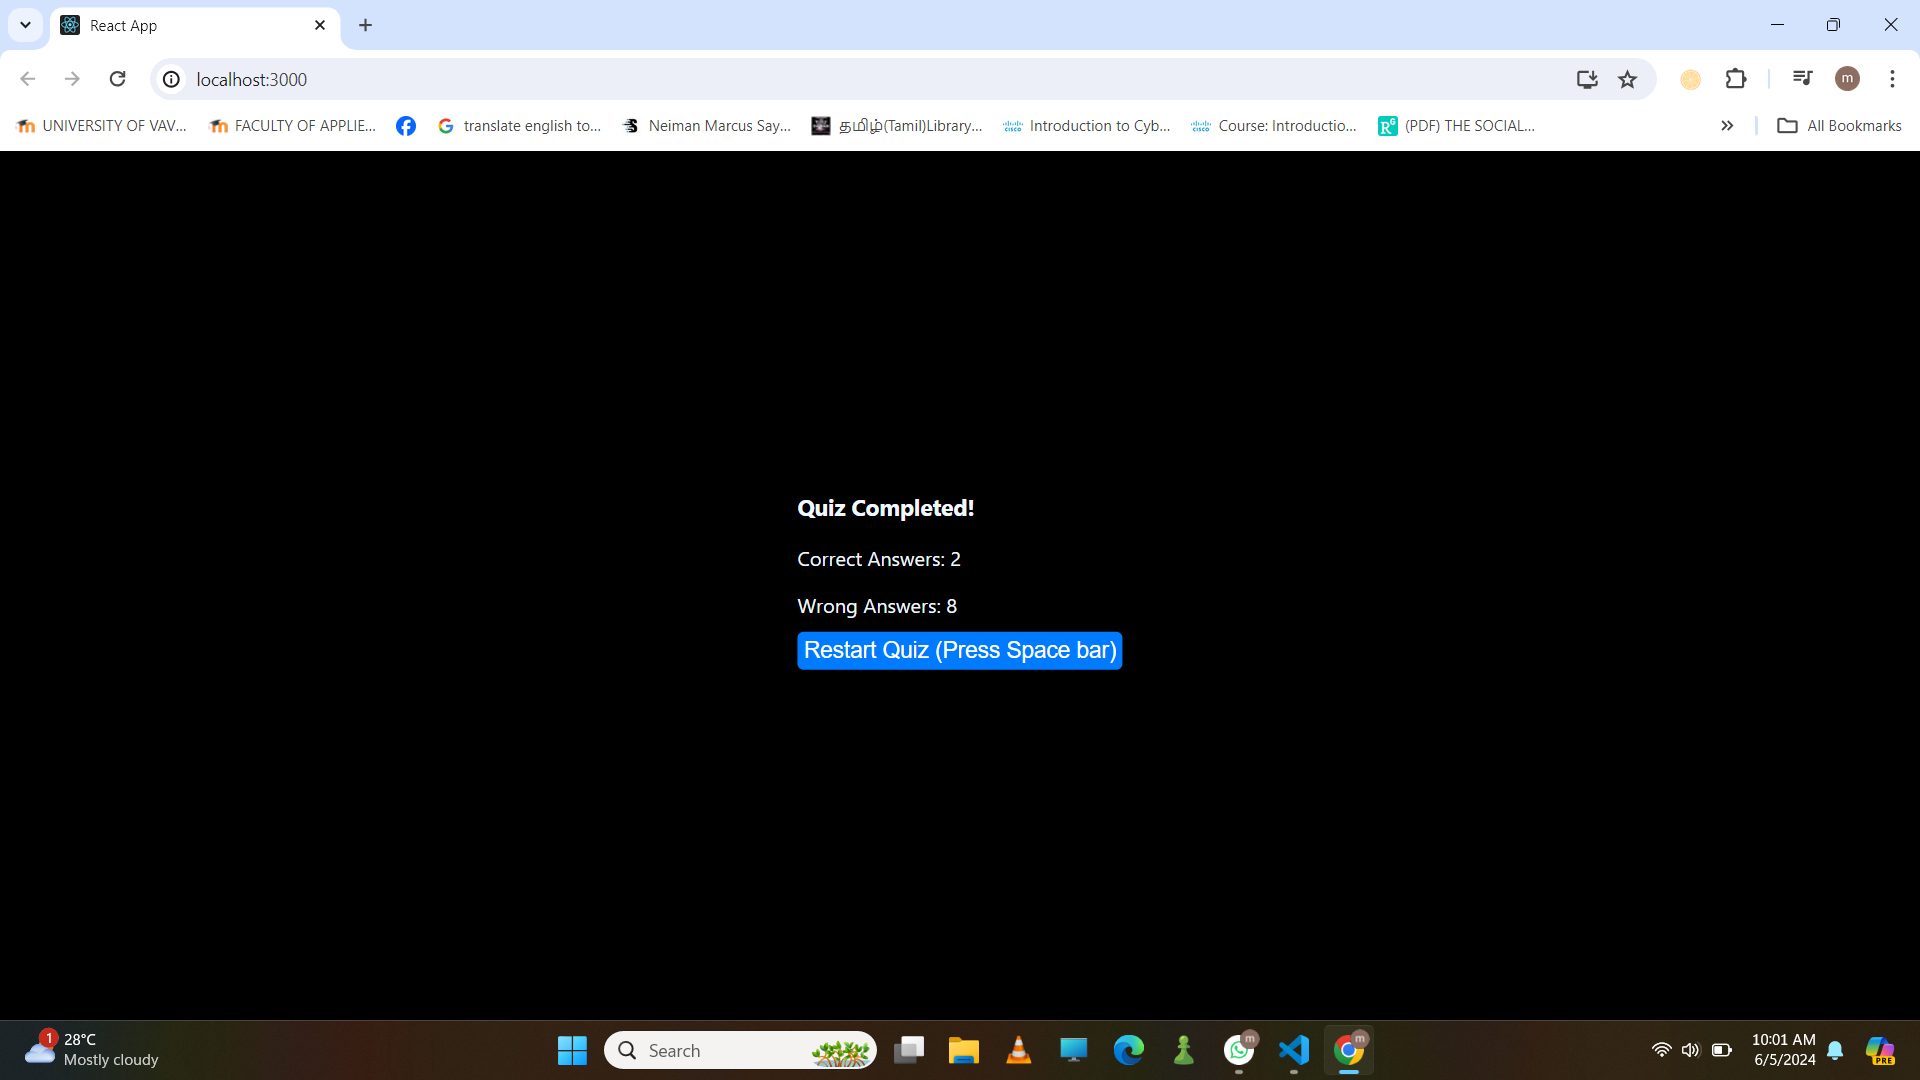 React App
localhost:3000
m
UNIVERSITY OF VAV...
FACULTY OF APPLIE...
translate english to...
Neiman Marcus Say...
தமிழ்(Tamil)Library...
Introduction to Cyb...
Course: Introductio...
(PDF) THE SOCIAL...
All Bookmarks
Quiz Completed!
Correct Answers: 2
Wrong Answers: 8
Restart Quiz (Press Space bar)
1
28°C
Mostly cloudy
Search
m
m
10:01 AM
6/5/2024
PRE